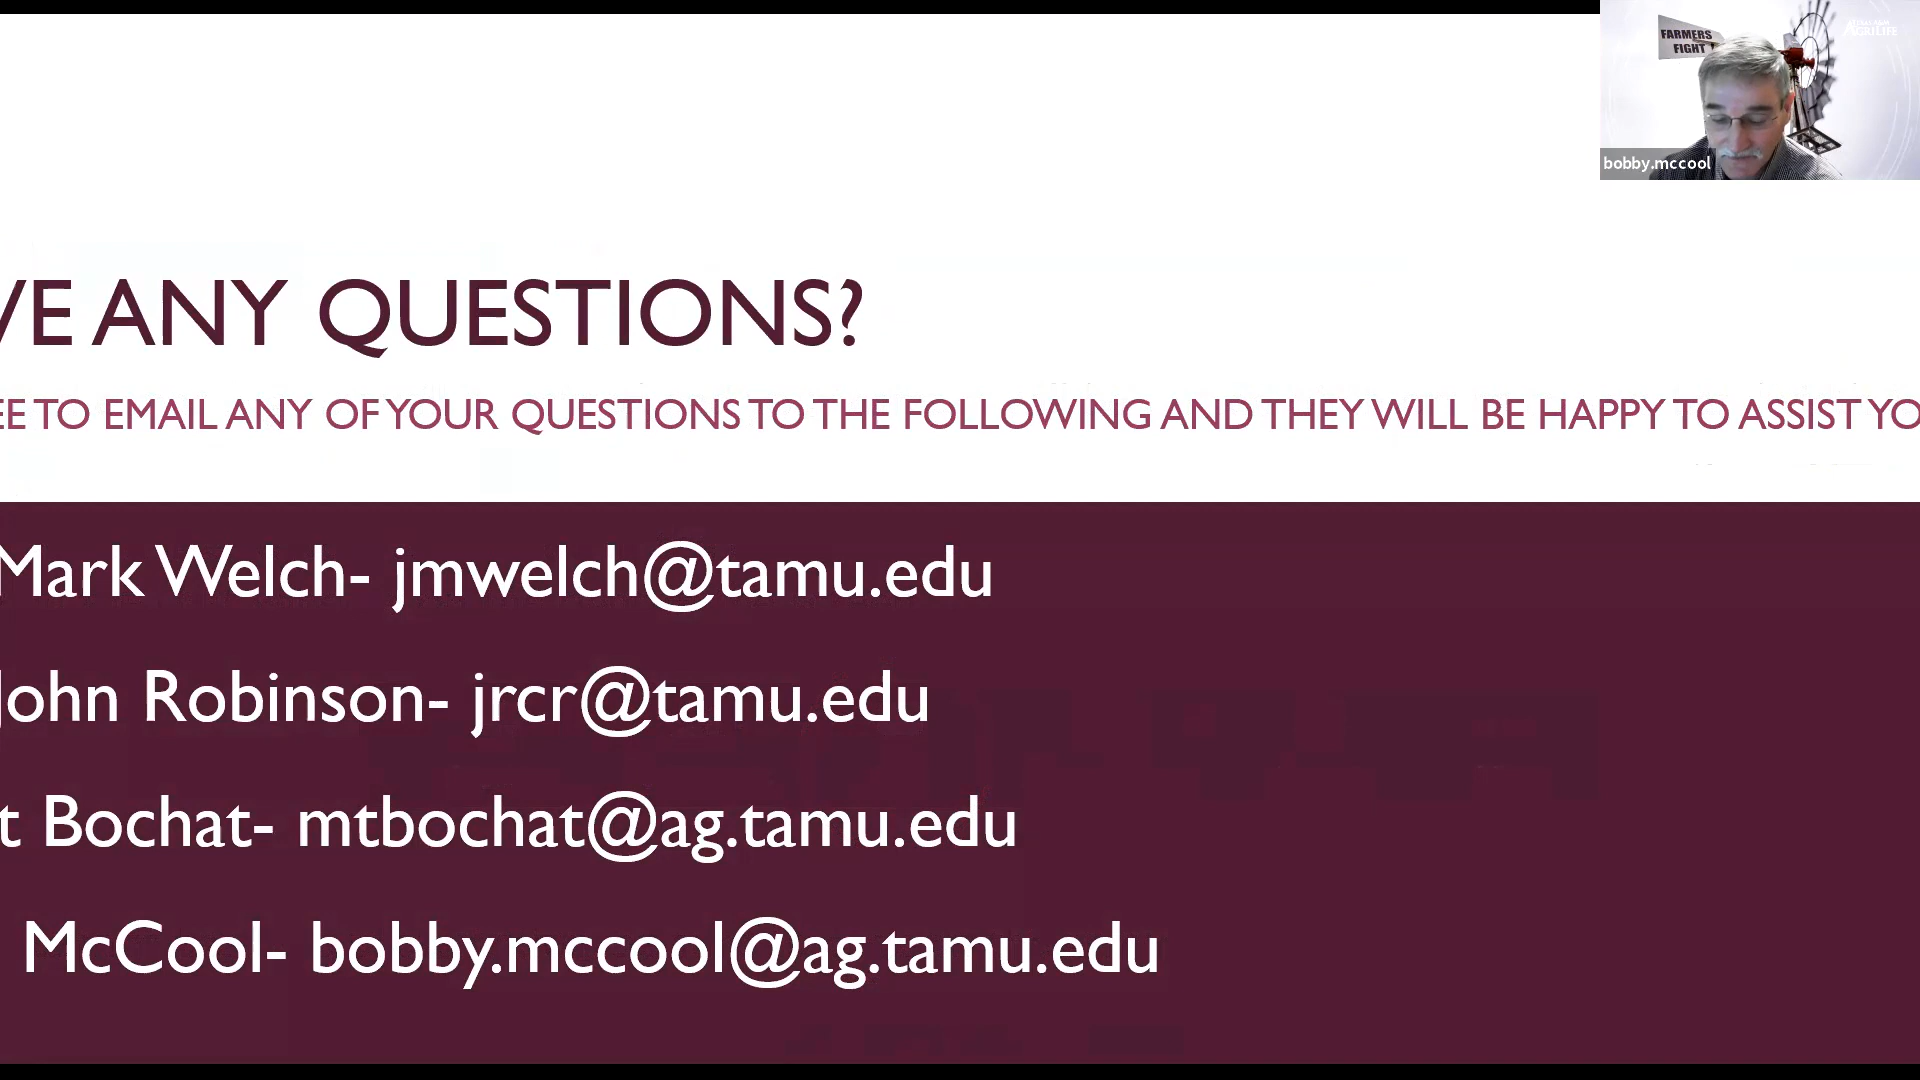 FARMERS
FIGHT
AGRILIFE
bobby.mccool
VE ANY QUESTIONS?
EE TO EMAIL ANY OF YOUR QUESTIONS TO THE FOLLOWING AND THEY WILL BE HAPPY TO ASSIST YO
Mark Welch- jmwelch@tamu.edu
John Robinson- jrcr@tamu.edu
t Bochat- mtbochat@ag.tamu.edu
McCool- bobby.mccool@ag.tamu.edu